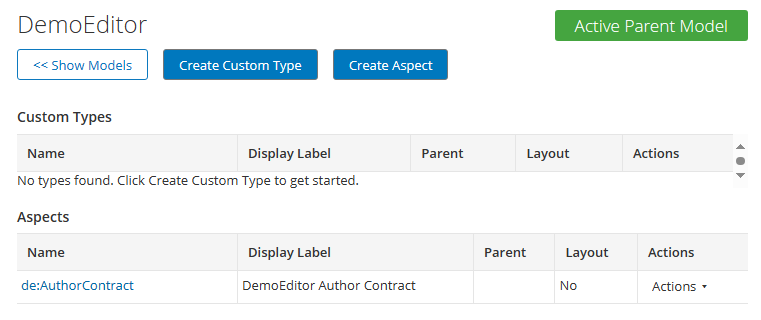 DemoEditor
Active Parent Model
<< Show Models Create Custom Type Create Aspect
Custom Types
Name Display Label Parent Layout Actions
No types found. Click Create Custom Type to get started.
Aspects
Name Display Label Parent Layout Actions
de:AuthorContract DemoEditor Author Contract No Actions